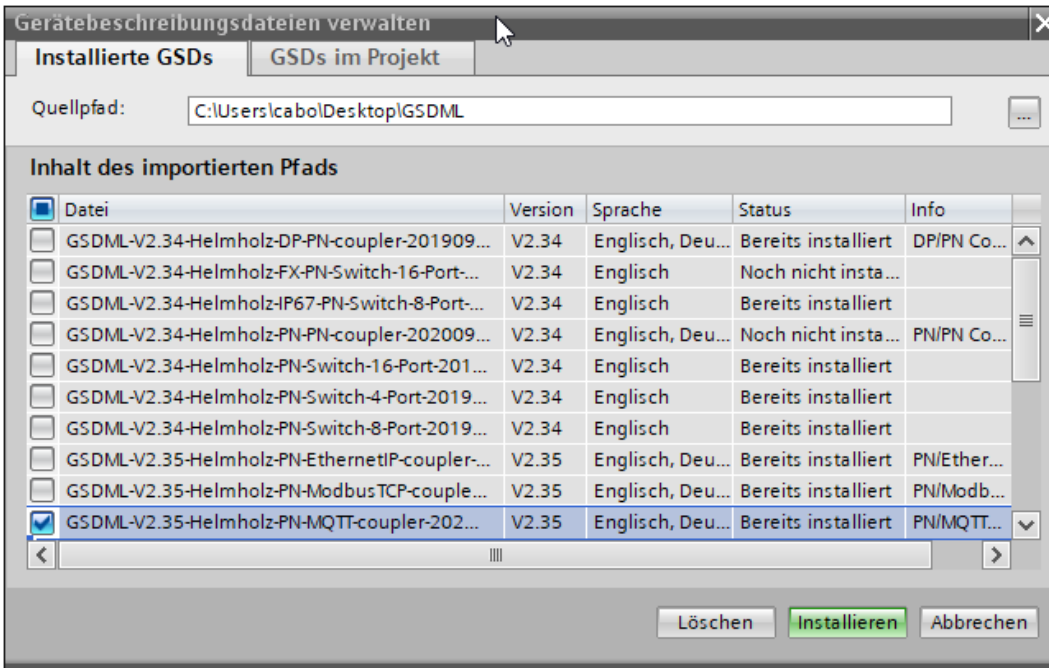 Gerätebeschreibungsdateien verwalten
Installierte GSDs GSDs im Projekt
Quellpfad: C:\Users\cabo\Desktop\GSDML ...
Inhalt des importierten Pfads
Datei Version Sprache Status Info
GSDML-V2.34-Helmholz-DP-PN-coupler-201909... V2.34 Englisch, Deu... Bereits installiert DP/PN Co...
GSDML-V2.34-Helmholz-FX-PN-Switch-16-Port-... V2.34 Englisch Noch nicht insta...
GSDML-V2.34-Helmholz-IP67-PN-Switch-8-Port-... V2.34 Englisch Bereits installiert
GSDML-V2.34-Helmholz-PN-PN-coupler-202009... V2.34 Englisch, Deu... Noch nicht insta... PN/PN Co...
GSDML-V2.34-Helmholz-PN-Switch-16-Port-201... V2.34 Englisch Bereits installiert
GSDML-V2.34-Helmholz-PN-Switch-4-Port-2019... V2.34 Englisch Bereits installiert
GSDML-V2.34-Helmholz-PN-Switch-8-Port-2019... V2.34 Englisch Bereits installiert
GSDML-V2.35-Helmholz-PN-EthernetIP-coupler-... V2.35 Englisch, Deu... Bereits installiert PN/Ether...
GSDML-V2.35-Helmholz-PN-ModbusTCP-couple... V2.35 Englisch, Deu... Bereits installiert PN/Modb...
GSDML-V2.35-Helmholz-PN-MQTT-coupler-202... V2.35 Englisch, Deu... Bereits installiert PN/MQTT...
Löschen Installieren Abbrechen